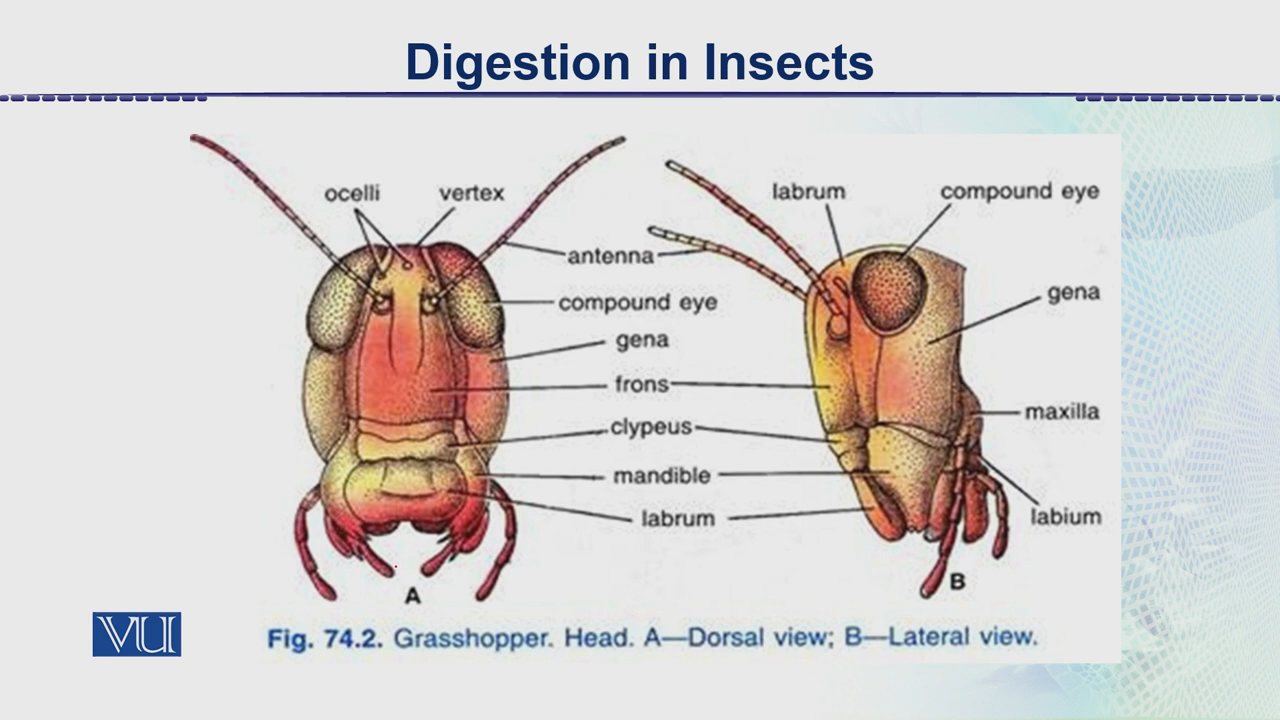 Digestion in Insects
ocelli
vertex
labrum
compound eye
antenna
compound eye
gena
gena
frons
clypeus
maxilla
mandible
labrum
labium
A
B
VU
Fig. 74.2. Grasshopper. Head. A—Dorsal view; B—Lateral view.